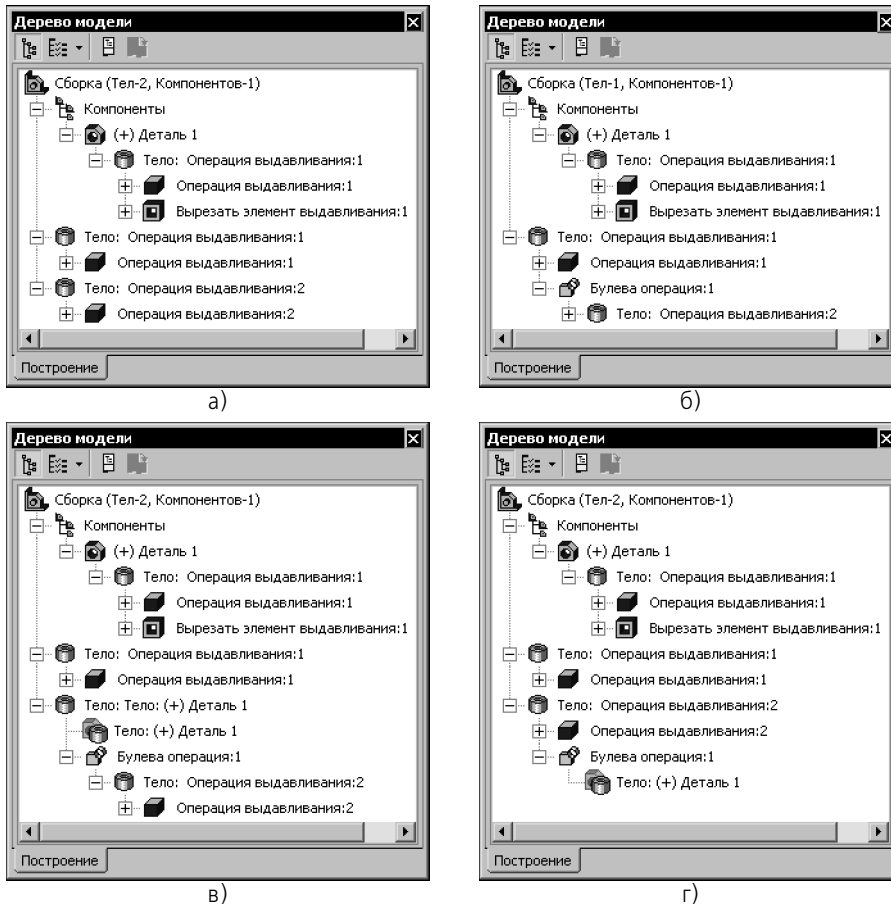 Дерево модели
Сборка (Тел-2, Компонентов-1)
Компоненты
(+) Деталь 1
Тело: Операция выдавливания:1
Операция выдавливания:1
Вырезать элемент выдавливания:1
Тело: Операция выдавливания:1
Операция выдавливания:1
Тело: Операция выдавливания:2
Операция выдавливания:2
Построение
а)
Дерево модели
Сборка (Тел-1, Компонентов-1)
Компоненты
(+) Деталь 1
Тело: Операция выдавливания:1
Операция выдавливания:1
Вырезать элемент выдавливания:1
Тело: Операция выдавливания:1
Операция выдавливания:1
Булева операция:1
Тело: Операция выдавливания:2
Построение
б)
Дерево модели
Сборка (Тел-2, Компонентов-1)
Компоненты
(+) Деталь 1
Тело: Операция выдавливания:1
Операция выдавливания:1
Вырезать элемент выдавливания:1
Тело: Операция выдавливания:1
Операция выдавливания:1
Тело: Тело: (+) Деталь 1
Тело: (+) Деталь 1
Булева операция:1
Тело: Операция выдавливания:2
Операция выдавливания:2
Построение
в)
Дерево модели
Сборка (Тел-2, Компонентов-1)
Компоненты
(+) Деталь 1
Тело: Операция выдавливания:1
Операция выдавливания:1
Вырезать элемент выдавливания:1
Тело: Операция выдавливания:1
Операция выдавливания:1
Тело: Операция выдавливания:2
Операция выдавливания:2
Булева операция:1
Тело: (+) Деталь 1
Построение
г)